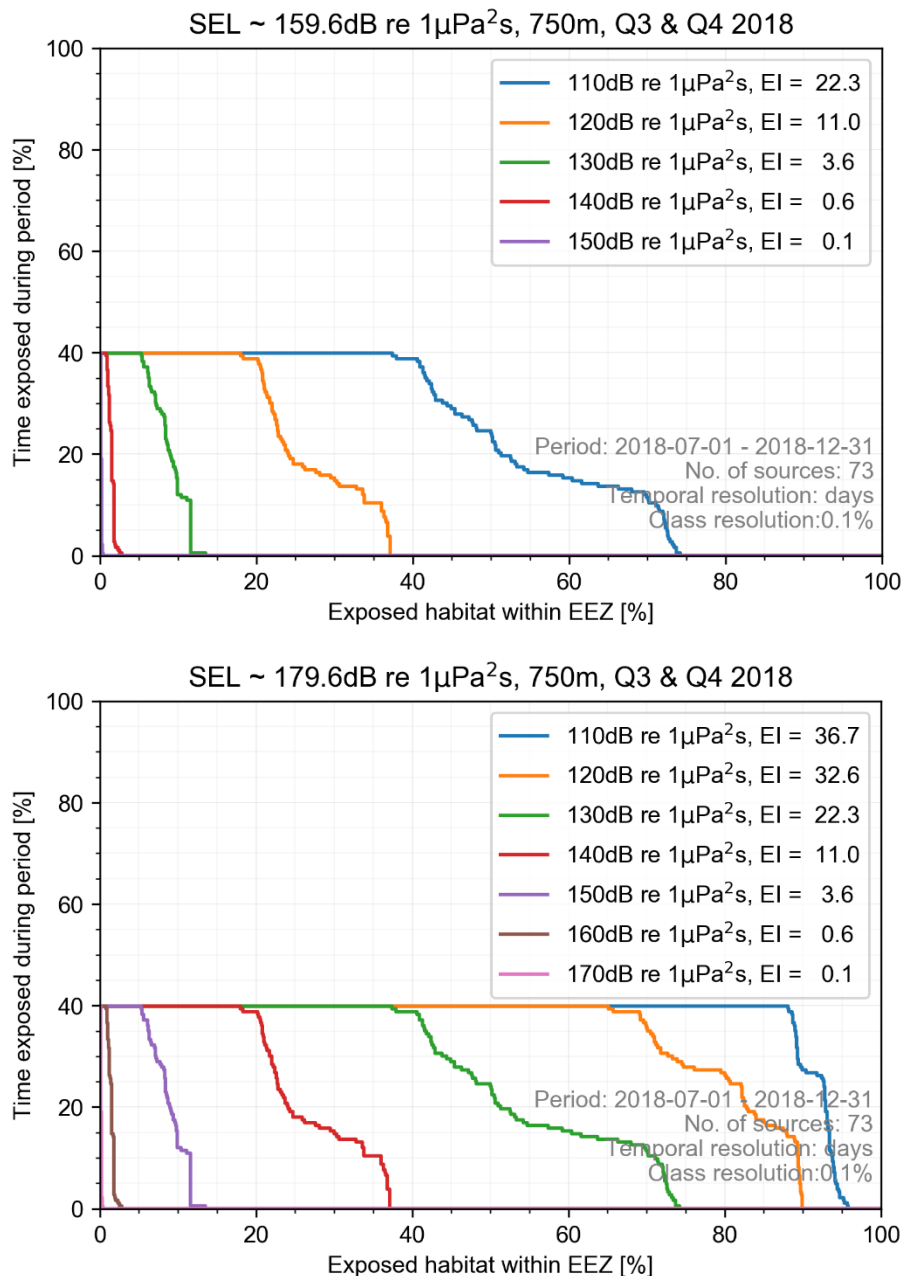 SEL ~ 159.6dB re 1μPa²s, 750m, Q3 & Q4 2018
110dB re 1μPa²s, EI = 22.3
120dB re 1μPa²s, EI = 11.0
130dB re 1μPa²s, EI = 3.6
140dB re 1μPa²s, EI = 0.6
150dB re 1μPa²s, EI = 0.1
Time exposed during period [%]
100
80
60
40
20
0
Period: 2018-07-01 - 2018-12-31
No. of sources: 73
Temporal resolution: days
Class resolution:0.1%
0 20 40 60 80 100
Exposed habitat within EEZ [%]
SEL ~ 179.6dB re 1μPa²s, 750m, Q3 & Q4 2018
110dB re 1μPa²s, EI = 36.7
120dB re 1μPa²s, EI = 32.6
130dB re 1μPa²s, EI = 22.3
140dB re 1μPa²s, EI = 11.0
150dB re 1μPa²s, EI = 3.6
160dB re 1μPa²s, EI = 0.6
170dB re 1μPa²s, EI = 0.1
Time exposed during period [%]
100
80
60
40
20
0
Period: 2018-07-01 - 2018-12-31
No. of sources: 73
Temporal resolution: days
Class resolution:0.1%
0 20 40 60 80 100
Exposed habitat within EEZ [%]